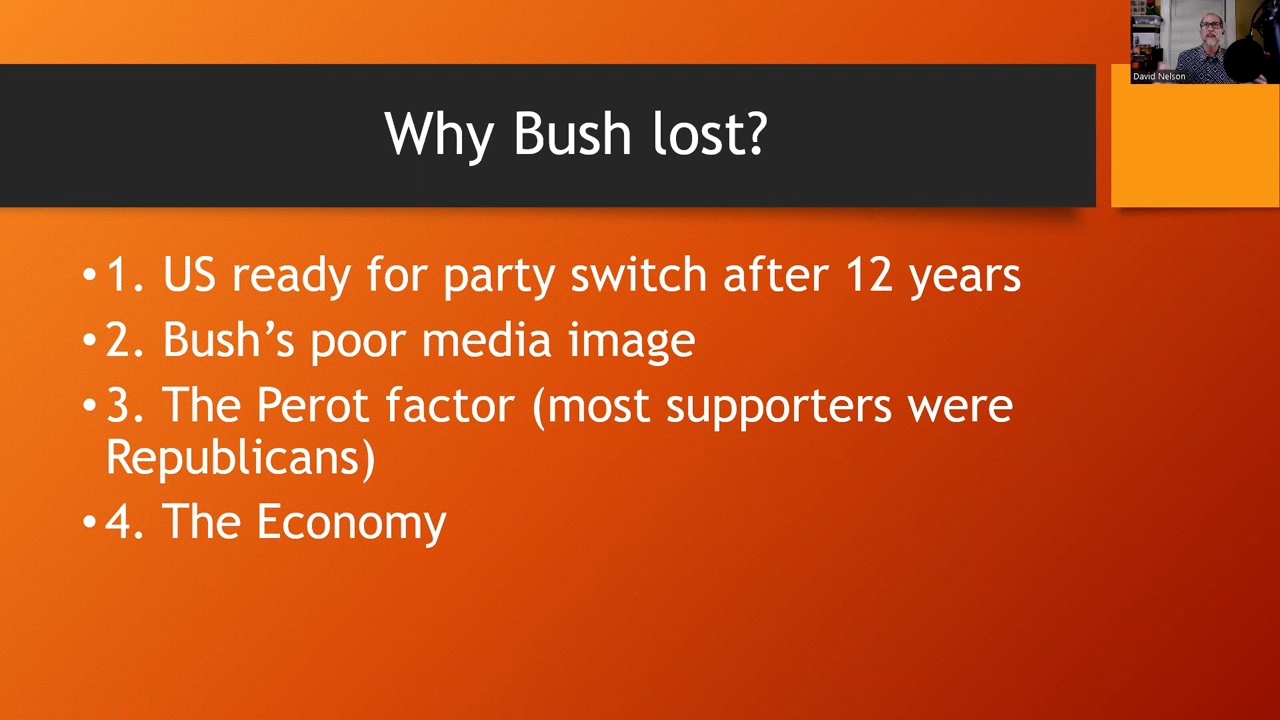 David Nelson
Why Bush lost?
• 1. US ready for party switch after 12 years
• 2. Bush’s poor media image
• 3. The Perot factor (most supporters were
Republicans)
• 4. The Economy